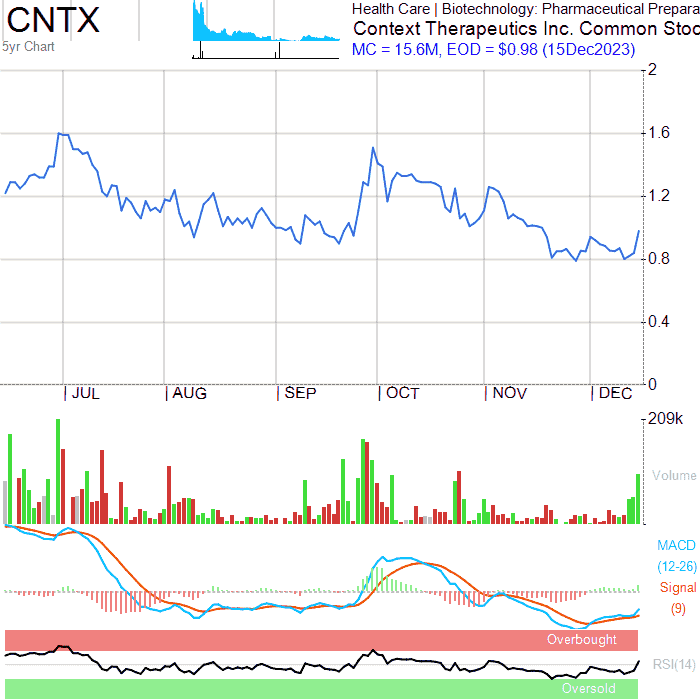 CNTX
5yr Chart
Health Care | Biotechnology: Pharmaceutical Prepara
Context Therapeutics Inc. Common Stoc
MC = 15.6M, EOD = $0.98 (15Dec2023)
2
1.6
1.2
0.8
0.4
0
JUL AUG SEP OCT NOV DEC
209k
Volume
MACD
(12-26)
Signal
(9)
Overbought
RSI(14)
Oversold